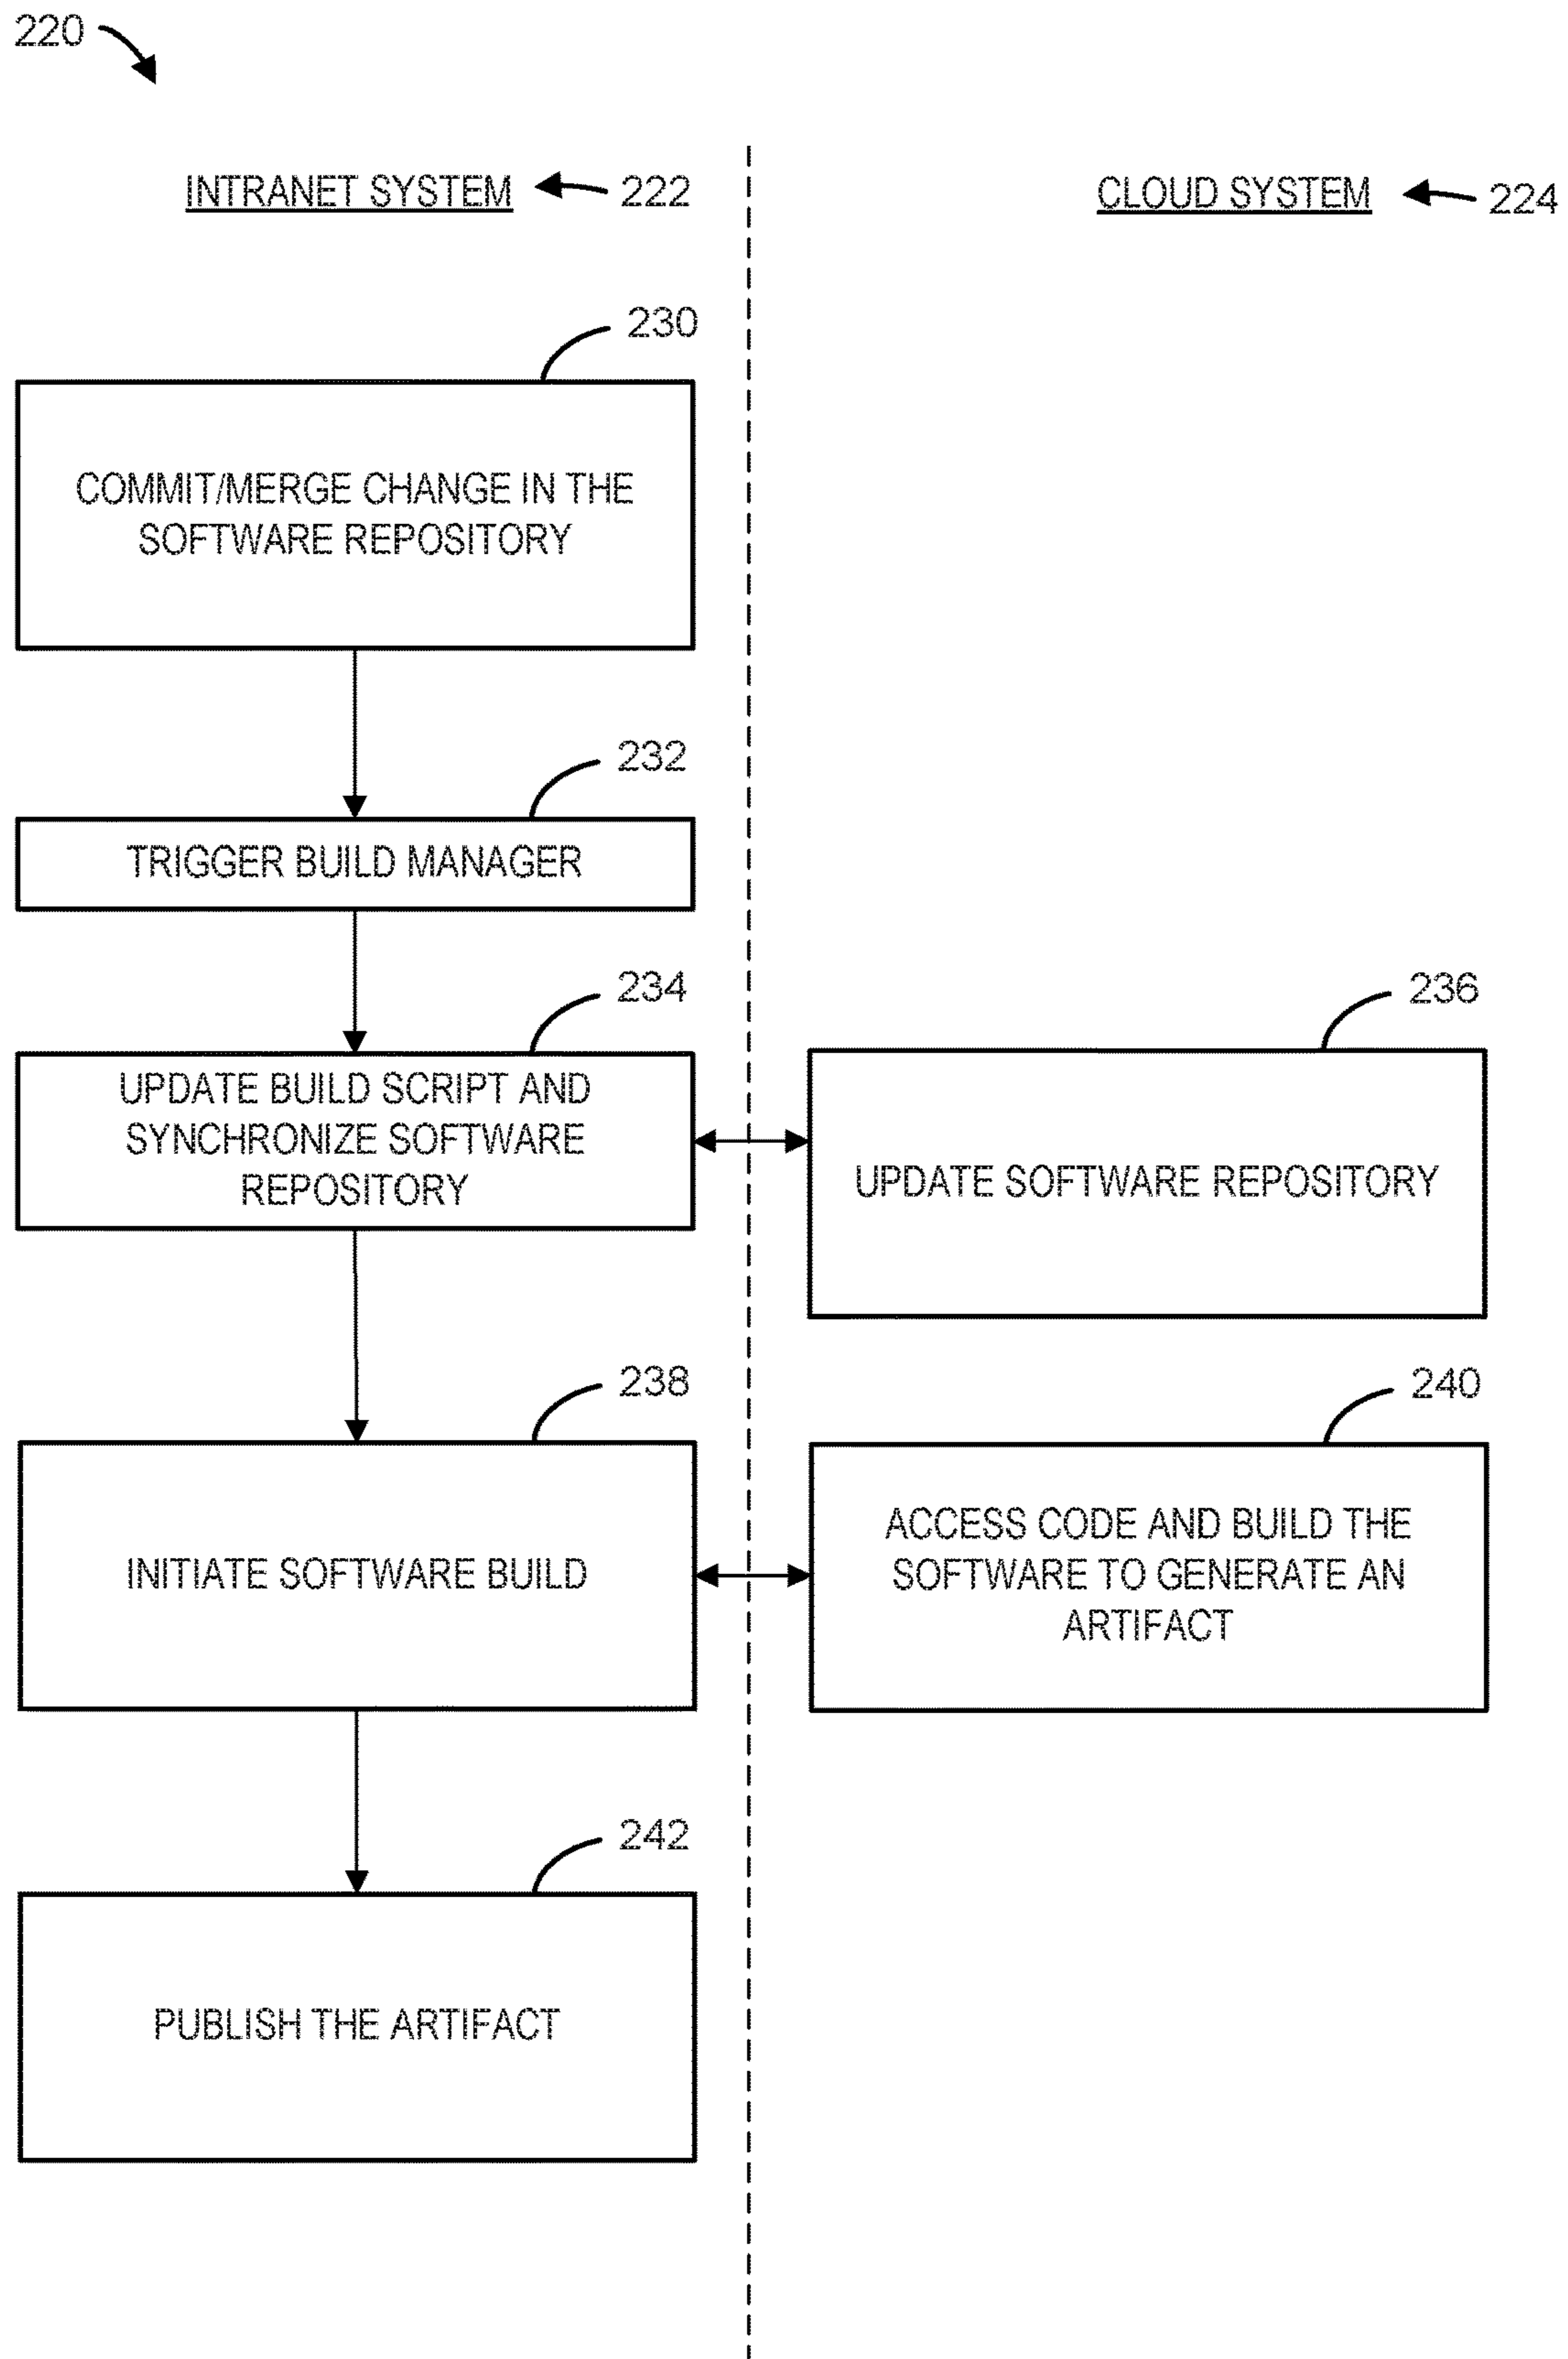 220
INTRANET SYSTEM
222
CLOUD SYSTEM
224
230
COMMIT/MERGE CHANGE IN THE
SOFTWARE REPOSITORY
232
TRIGGER BUILD MANAGER
234
UPDATE BUILD SCRIPT AND
SYNCHRONIZE SOFTWARE
REPOSITORY
236
UPDATE SOFTWARE REPOSITORY
238
INITIATE SOFTWARE BUILD
240
ACCESS CODE AND BUILD THE
SOFTWARE TO GENERATE AN
ARTIFACT
242
PUBLISH THE ARTIFACT